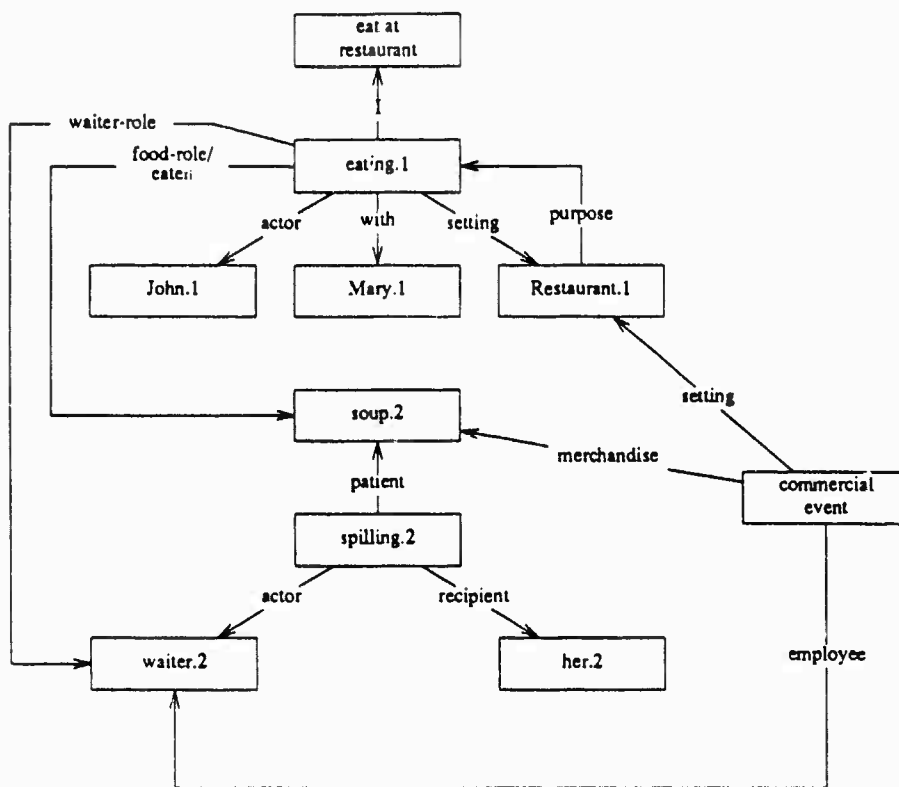 eat at
restaurant
I
waiter-role
food-role/
eaten
eating.1
actor
with
setting
purpose
John.1
Mary.1
Restaurant.1
setting
soup.2
merchandise
patient
commercial
event
spilling.2
actor
recipient
employee
waiter.2
her.2